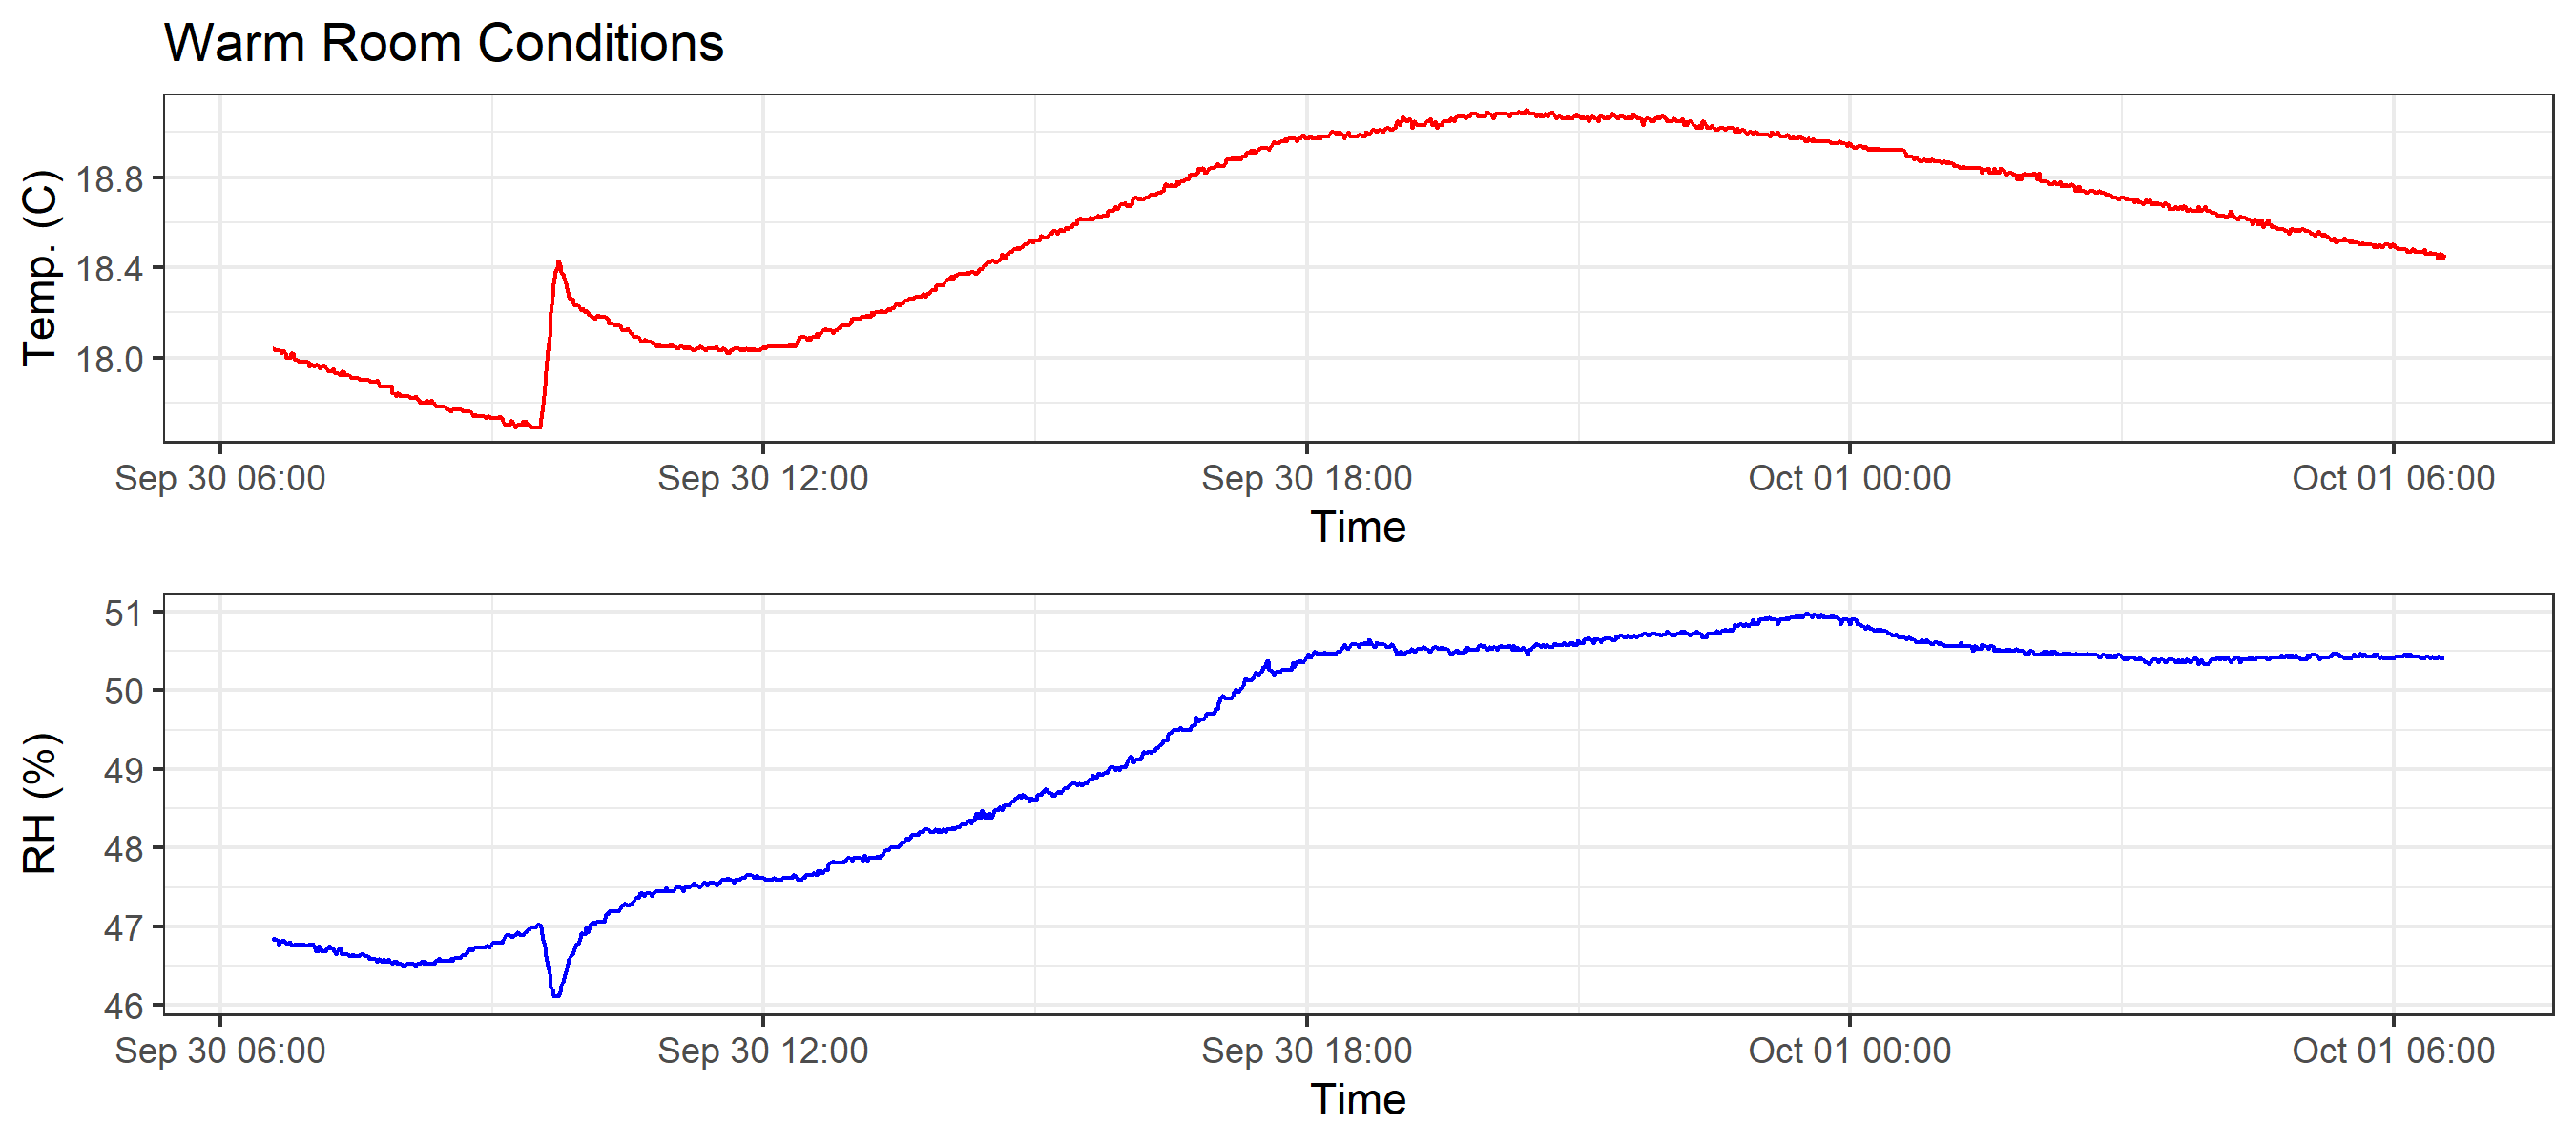 Warm Room Conditions
Temp. (C)
18.8
18.4
18.0
Sep 30 06:00 Sep 30 12:00 Sep 30 18:00 Oct 01 00:00 Oct 01 06:00
Time
RH (%)
51
50
49
48
47
46
Sep 30 06:00 Sep 30 12:00 Sep 30 18:00 Oct 01 00:00 Oct 01 06:00
Time